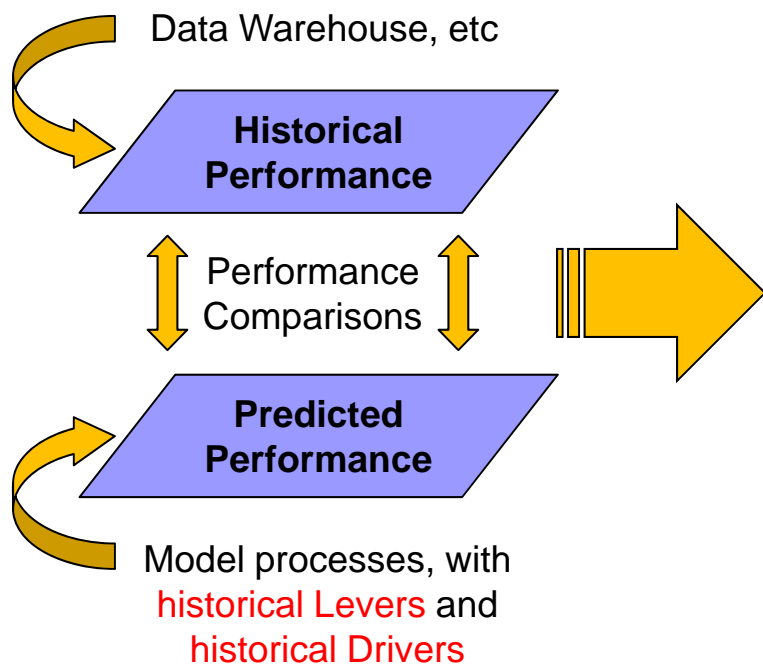 Data Warehouse, etc
Historical
Performance
Performance
Comparisons
Predicted
Performance
Model processes, with
historical Levers and
historical Drivers